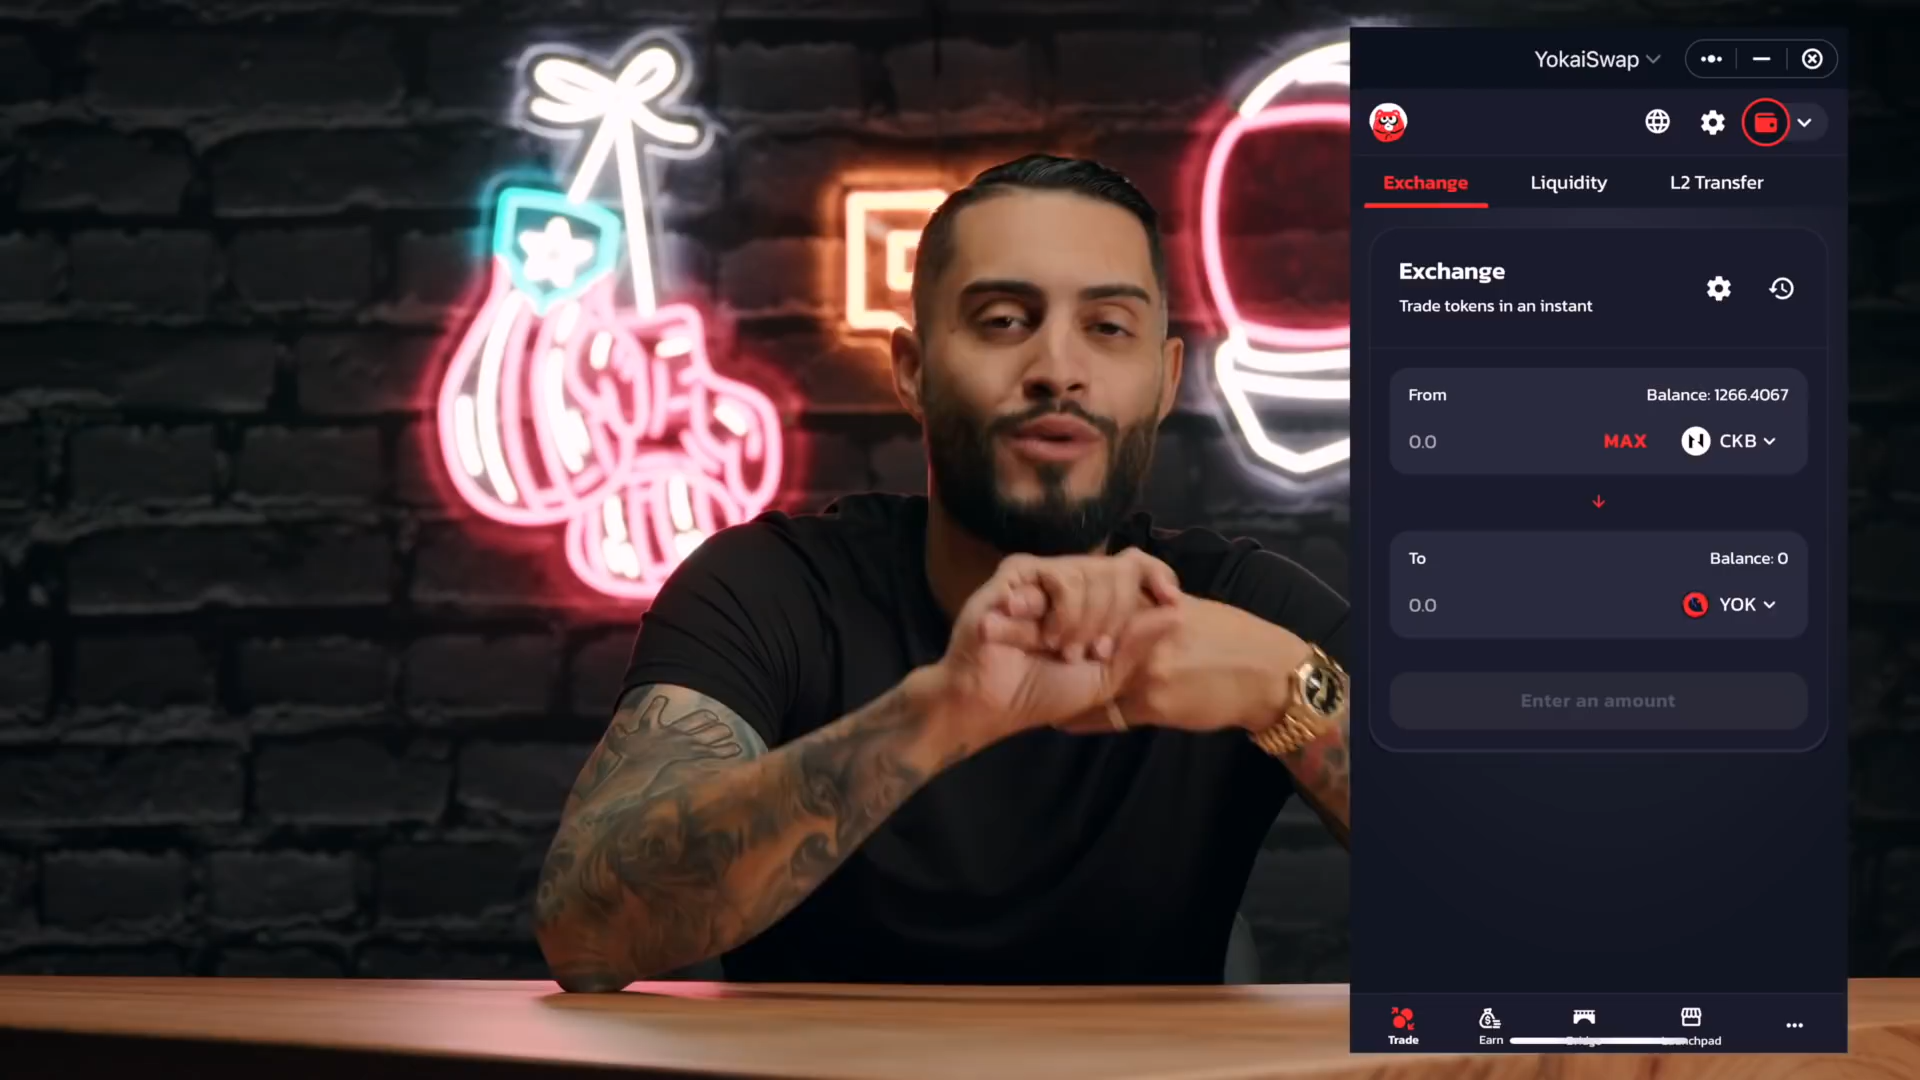 YokaiSwap
Exchange
Liquidity
L2 Transfer
Exchange
Trade tokens in an instant
From
Balance: 1266.4067
0.0
MAX
CKB
To
Balance: 0
0.0
YOK
Enter an amount
Trade
Earn